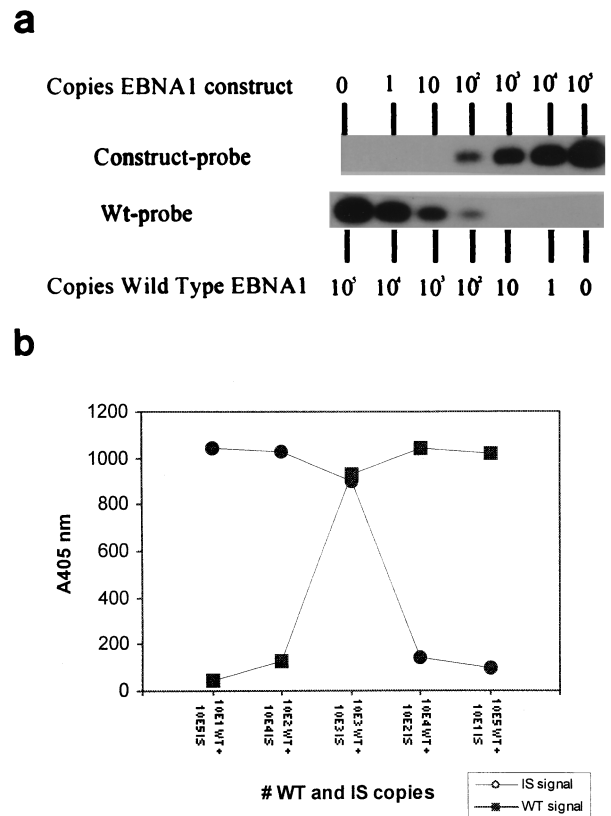 a
Copies EBNA1 construct 0 1 10 10² 10³ 10⁴ 10⁵
Construct-probe
Wt-probe
Copies Wild Type EBNA1 10⁵ 10⁴ 10³ 10² 10 1 0
b
1200
1000
800
600
400
200
0
A405 nm
10E1WT+
10E5IS
10E2WT+
10E4IS
10E3WT+
10E3IS
10E4WT+
10E2IS
10E5WT+
10E1IS
# WT and IS copies
IS signal
WT signal